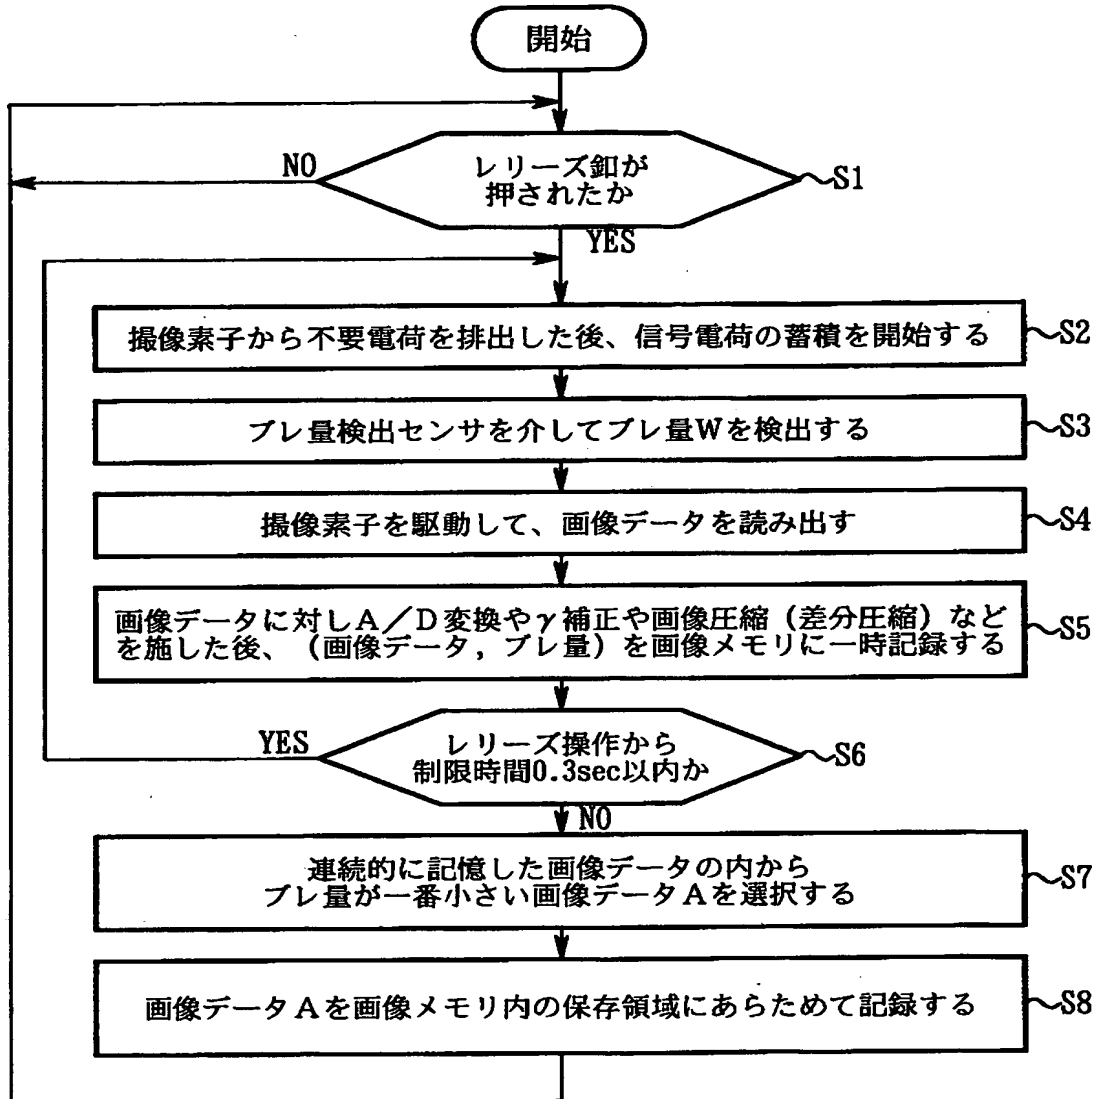 開始
NO
レリーズ釦が
押されたか
S1
YES
撮像素子から不要電荷を排出した後、信号電荷の蓄積を開始する
S2
ブレ量検出センサを介してブレ量Wを検出する
S3
撮像素子を駆動して、画像データを読み出す
S4
画像データに対しA/D変換やγ補正や画像圧縮(差分圧縮)など
を施した後、(画像データ,ブレ量)を画像メモリに一時記録する
S5
YES
レリーズ操作から
制限時間0.3sec以内か
S6
NO
連続的に記憶した画像データの内から
ブレ量が一番小さい画像データAを選択する
S7
画像データAを画像メモリ内の保存領域にあらためて記録する
S8